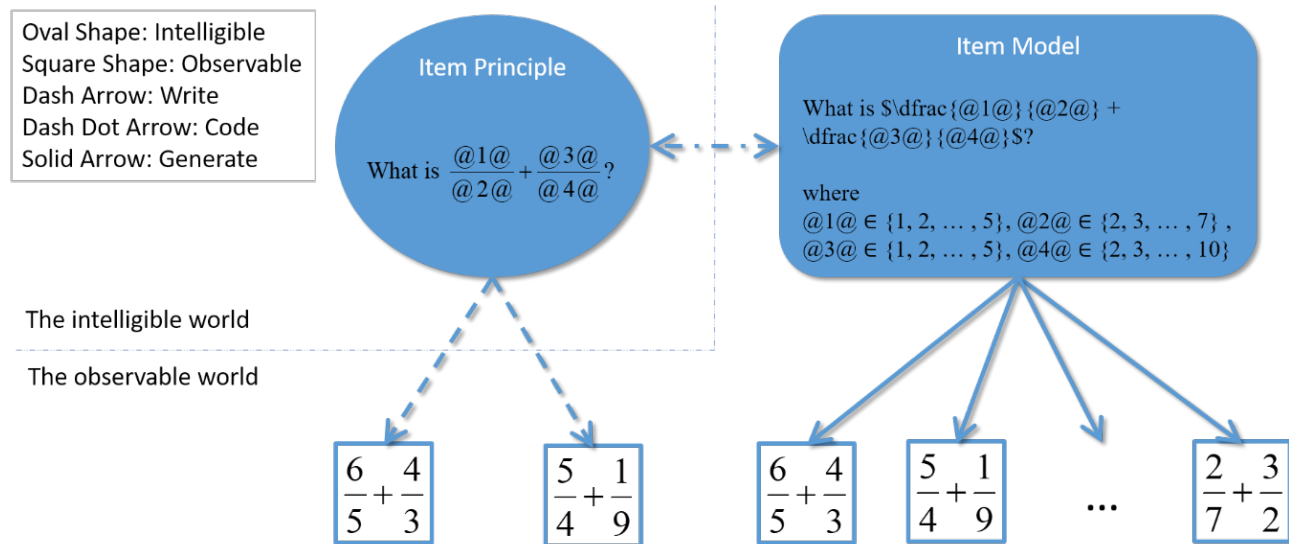 Oval Shape: Intelligible
Square Shape: Observable
Dash Arrow: Write
Dash Dot Arrow: Code
Solid Arrow: Generate
Item Principle
What is @1@/@2@ + @3@/@4@?
Item Model
What is $\dfrac{@1@}{@2@} +
\dfrac{@3@}{@4@}$?
where
@1@ ∈ {1, 2, … , 5}, @2@ ∈ {2, 3, … , 7} ,
@3@ ∈ {1, 2, … , 5}, @4@ ∈ {2, 3, … , 10}
The intelligible world
The observable world
6/5 + 4/3
5/4 + 1/9
6/5 + 4/3
5/4 + 1/9
...
2/7 + 3/2